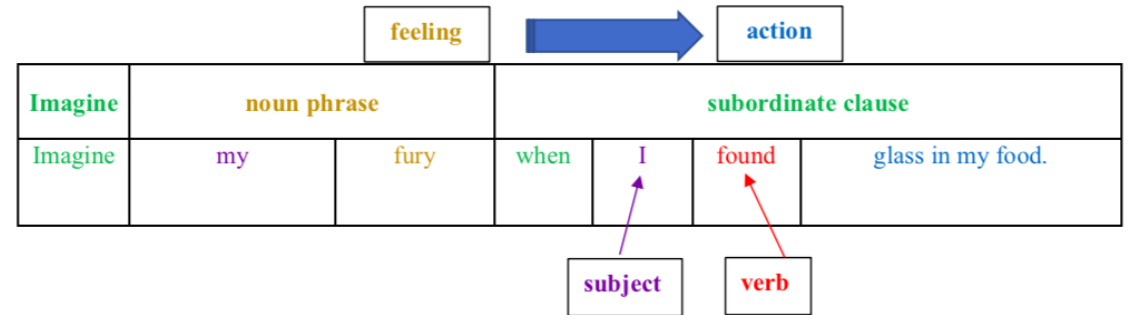 feeling action
Imagine noun phrase subordinate clause
Imagine my fury when I found glass in my food.
subject verb